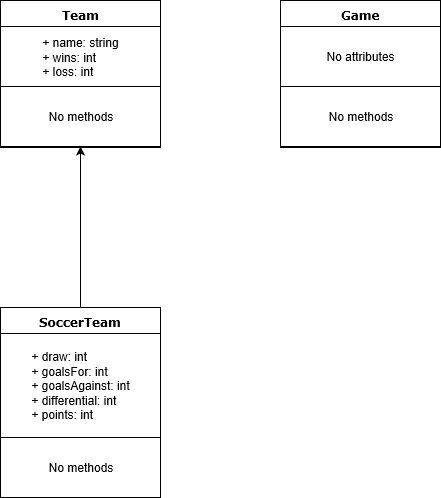 Team
+ name: string
+ wins: int
+ loss: int
No methods
Game
No attributes
No methods
SoccerTeam
+ draw: int
+ goalsFor: int
+ goalsAgainst: int
+ differential: int
+ points: int
No methods